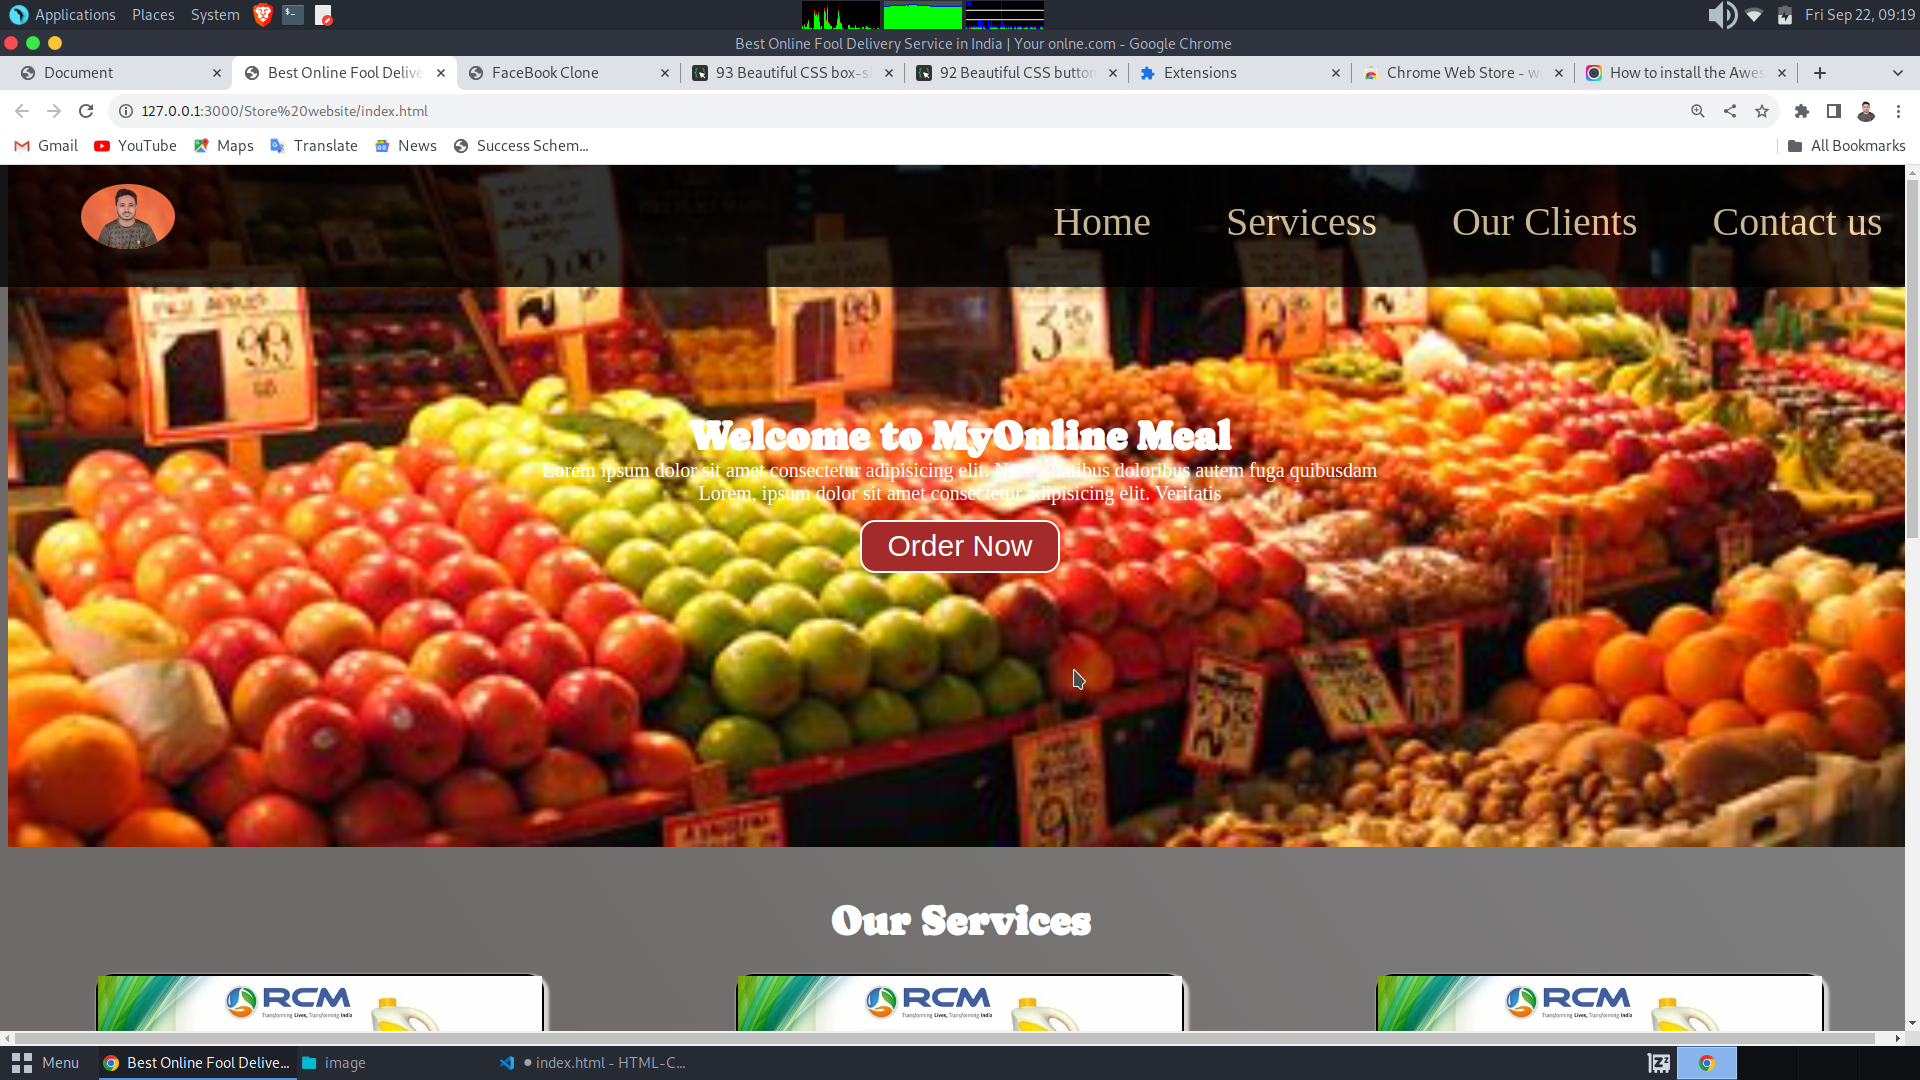 Applications Places System
Fri Sep 22, 09:19
Best Online Fool Delivery Service in India | Your onlne.com - Google Chrome
Document
Best Online Fool Delive
FaceBook Clone
93 Beautiful CSS box-s
92 Beautiful CSS button
Extensions
Chrome Web Store - w
How to install the Awes
127.0.0.1:3000/Store%20website/index.html
Gmail YouTube Maps Translate News Success Schem...
All Bookmarks
Home Servicess Our Clients Contact us
99
3
Welcome to MyOnline Meal
Lorem ipsum dolor sit amet consectetur adipisicing elit. Necessitatibus doloribus autem fuga quibusdam
Lorem, ipsum dolor sit amet consectetur adipisicing elit. Veritatis
Order Now
Our Services
RCM
Transforming Lives, Transforming India
RCM
Transforming Lives, Transforming India
RCM
Transforming Lives, Transforming India
Menu
Best Online Fool Delive...
image
index.html - HTML-C...